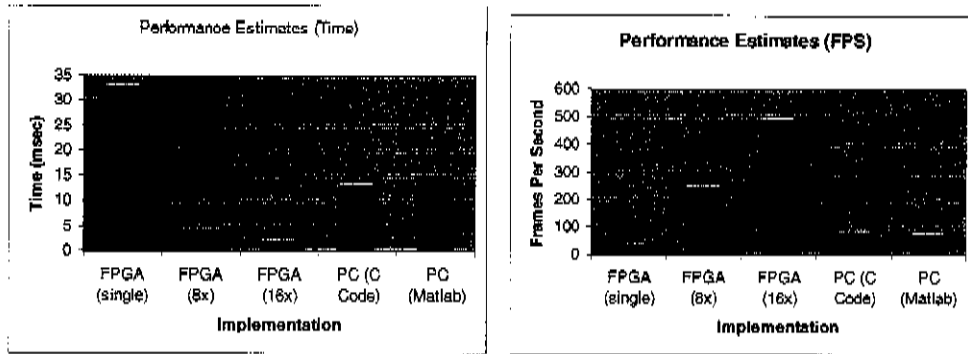 Performance Estimates (Time)
35
30
25
20
15
10
5
0
Time (msec)
FPGA (single)
FPGA (8x)
FPGA (16x)
PC (C Code)
PC (Matlab)
Implementation
Performance Estimates (FPS)
600
500
400
300
200
100
0
Frames Per Second
FPGA (single)
FPGA (8x)
FPGA (16x)
PC (C Code)
PC (Matlab)
Implementation